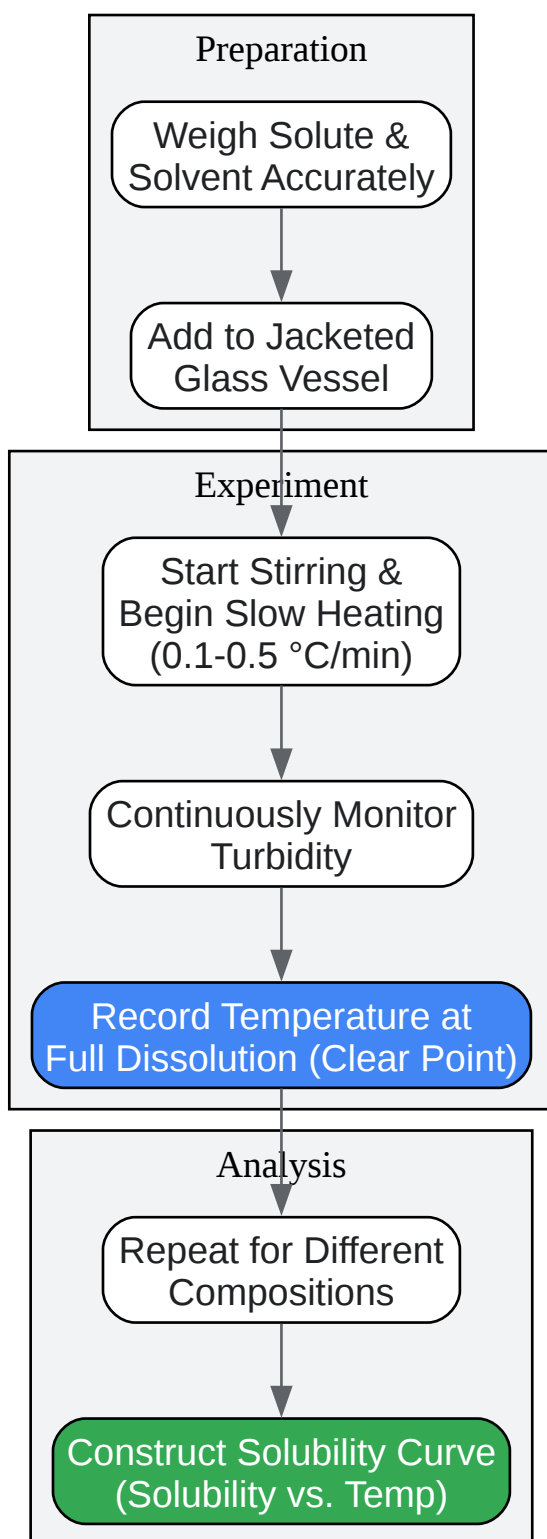 Preparation
Weigh Solute &
Solvent Accurately
Add to Jacketed
Glass Vessel
Experiment
Start Stirring &
Begin Slow Heating
(0.1-0.5 °C/min)
Continuously Monitor
Turbidity
Record Temperature at
Full Dissolution (Clear Point)
Analysis
Repeat for Different
Compositions
Construct Solubility Curve
(Solubility vs. Temp)